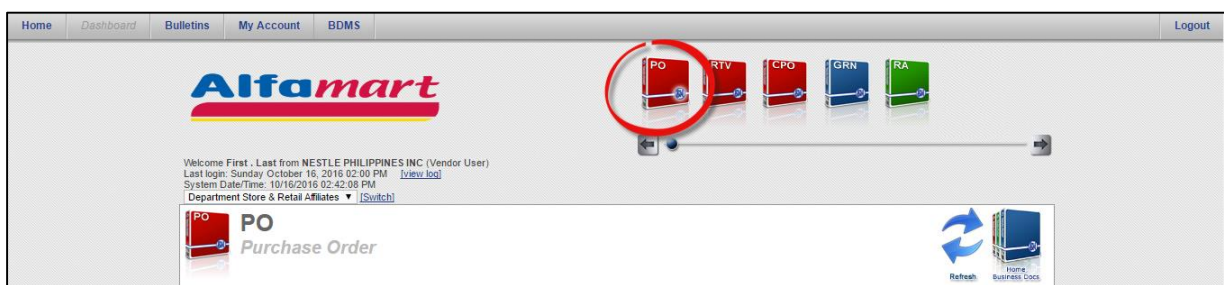 Home Dashboard Bulletins My Account BDMS Logout
Alfamart
PO RTV CPO GRN RA
Welcome First . Last from NESTLE PHILIPPINES INC (Vendor User)
Last login: Sunday October 16, 2016 02:00 PM [view log]
System Date/Time: 10/16/2016 02:42:08 PM
Department Store & Retail Affiliates ▼ [Switch]
PO PO
Purchase Order
Refresh Home
Business Docs